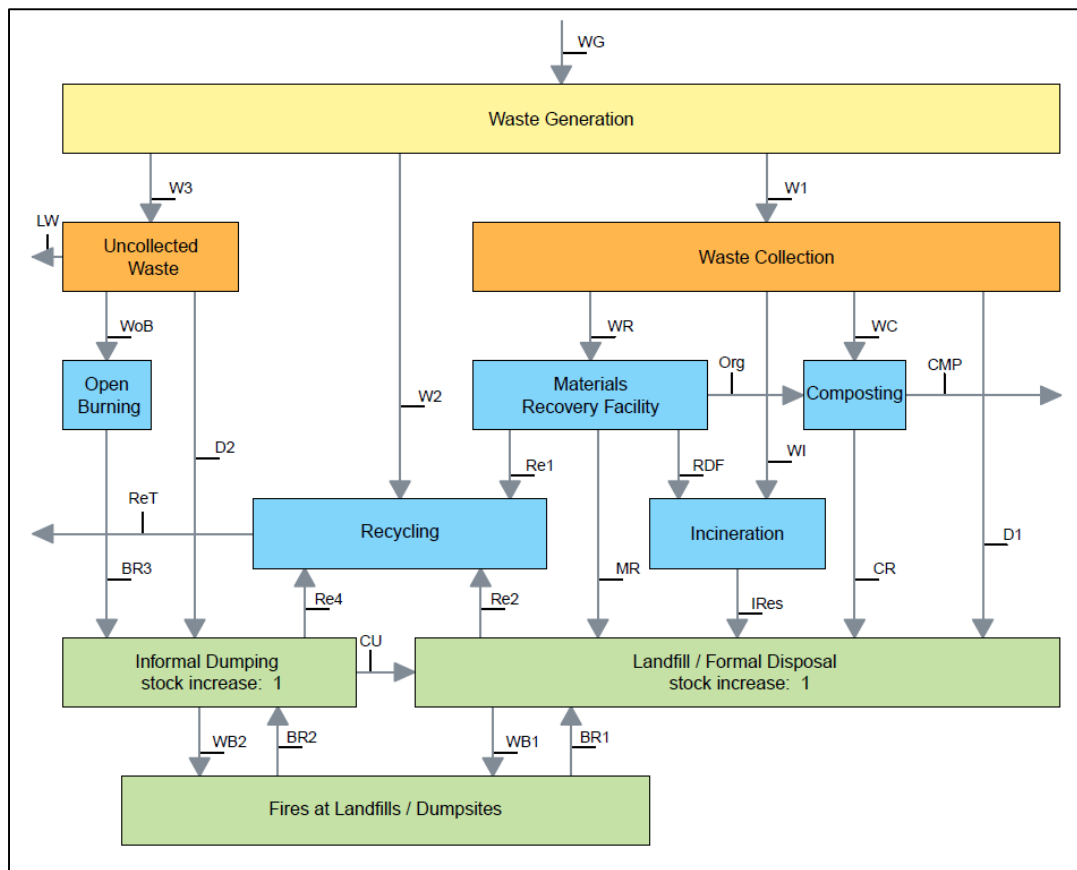 WG
Waste Generation
W3
W1
LW
Uncollected
Waste
Waste Collection
WoB
WR
WC
Org
CMP
Open
Burning
Materials
Recovery Facility
Composting
W2
D2
Re1
RDF
WI
ReT
Recycling
Incineration
D1
BR3
Re4
Re2
MR
IRes
CR
CU
Informal Dumping
stock increase: 1
Landfill / Formal Disposal
stock increase: 1
WB2
BR2
WB1
BR1
Fires at Landfills / Dumpsites